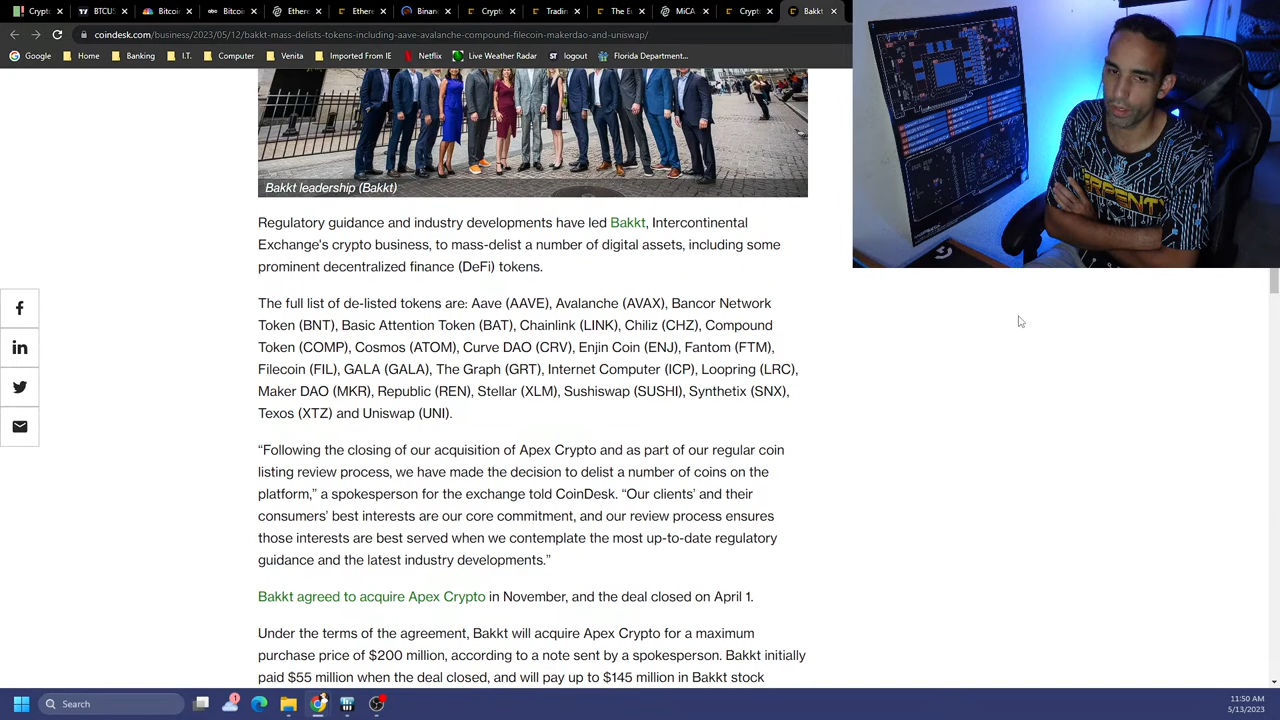 Crypto
BTCU
Bitcoin
Bitcoin
Ethere
Ethere
Binanc
Crypto
Tradin
The E
MiCA
Crypto
Bakkt
coindesk.com/business/2023/05/12/
-including-aave-avalanche-compound-filecoin-makerdao-and-uniswap/
Google
Home
Banking
I.T.
Computer
Venita
Imported From IE
Netflix
Live Weather Radar
logout
Florida Department...
Bakkt leadership (Bakkt)
Regulatory guidance and industry developments have led Bakkt, Intercontinental
Exchange's crypto business, to mass-delist a number of digital assets, including some
prominent decentralized finance (DeFi) tokens.
The full list of de-listed tokens are: Aave (AAVE), Avalanche (AVAX), Bancor Network
Token (BNT), Basic Attention Token (BAT), Chainlink (LINK), Chiliz (CHZ), Compound
Token (COMP), Cosmos (ATOM), Curve DAO (CRV), Enjin Coin (ENJ), Fantom (FTM),
Filecoin (FIL), GALA (GALA), The Graph (GRT), Internet Computer (ICP), Loopring (LRC),
Maker DAO (MKR), Republic (REN), Stellar (XLM), Sushiswap (SUSHI), Synthetix (SNX),
Texos (XTZ) and Uniswap (UNI).
“Following the closing of our acquisition of Apex Crypto and as part of our regular coin
listing review process, we have made the decision to delist a number of coins on the
platform,” a spokesperson for the exchange told CoinDesk. “Our clients’ and their
consumers’ best interests are our core commitment, and our review process ensures
those interests are best served when we contemplate the most up-to-date regulatory
guidance and the latest industry developments.”
Bakkt agreed to acquire Apex Crypto in November, and the deal closed on April 1.
Under the terms of the agreement, Bakkt will acquire Apex Crypto for a maximum
purchase price of $200 million, according to a note sent by a spokesperson. Bakkt initially
paid $55 million when the deal closed, and will pay up to $145 million in Bakkt stock
Search
1
11:50 AM
5/13/2023